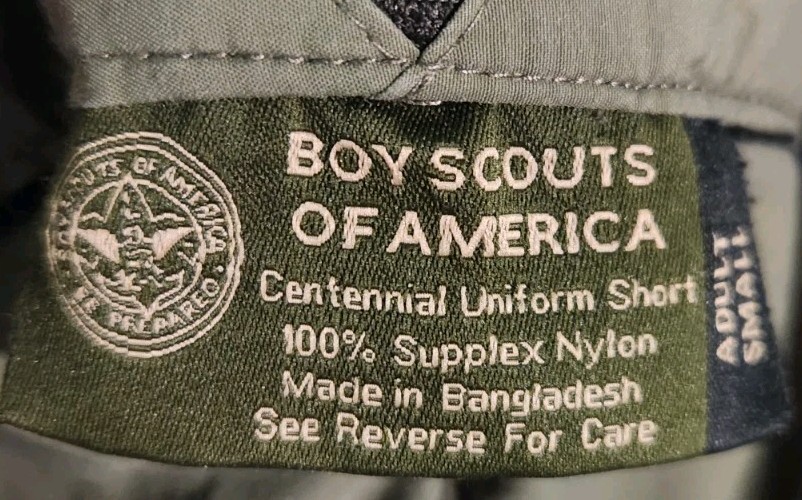 BOY SCOUTS OF AMERICA
BE PREPARED
BOY SCOUTS
OF AMERICA
Centennial Uniform Short
100% Supplex Nylon
Made in Bangladesh
See Reverse For Care
ADULT
SMALL